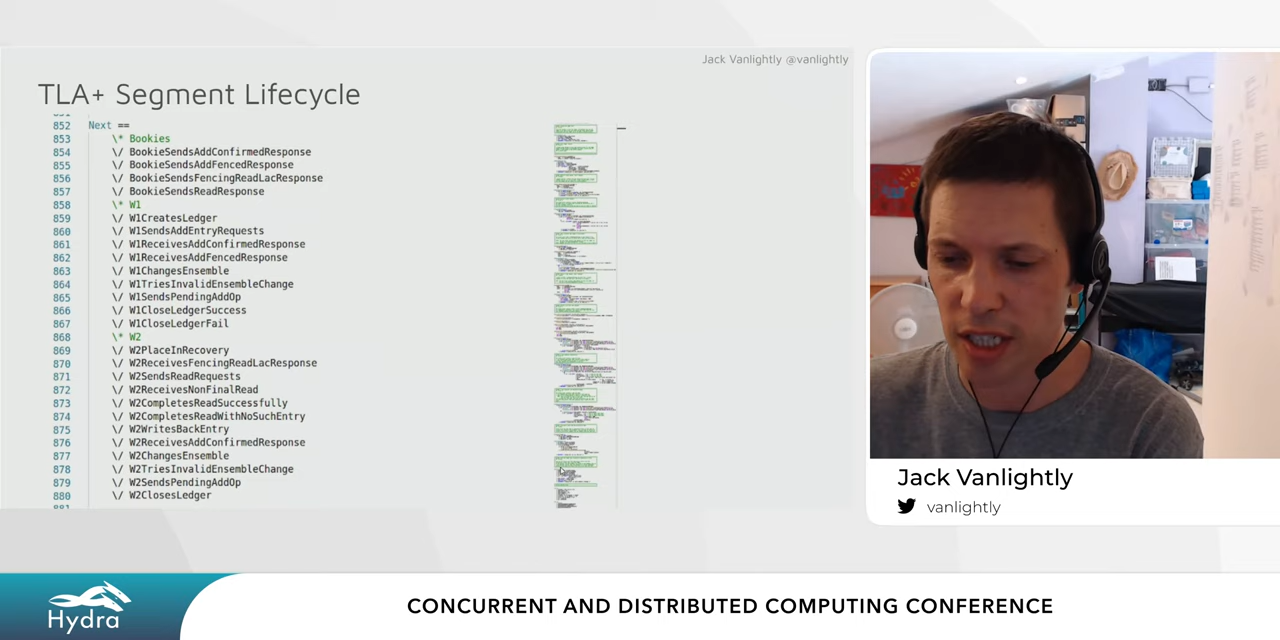 Jack Vanlightly @vanlightly
TLA+ Segment Lifecycle
852 Next ==
853 \* Bookies
854 \/ BookieSendsAddConfirmedResponse
855 \/ BookieSendsAddFencedResponse
856 \/ BookieSendsFencingReadLacResponse
857 \/ BookieSendsReadResponse
858 \* W1
859 \/ W1CreatesLedger
860 \/ W1SendsAddEntryRequests
861 \/ W1ReceivesAddConfirmedResponse
862 \/ W1ReceivesAddFencedResponse
863 \/ W1ChangesEnsemble
864 \/ W1TriesInvalidEnsembleChange
865 \/ W1SendsPendingAddOp
866 \/ W1CloseLedgerSuccess
867 \/ W1CloseLedgerFail
868 \* W2
869 \/ W2PlaceInRecovery
870 \/ W2ReceivesFencingReadLacResponse
871 \/ W2SendsReadRequests
872 \/ W2ReceivesNonFinalRead
873 \/ W2CompletesReadSuccessfully
874 \/ W2CompletesReadWithNoSuchEntry
875 \/ W2WritesBackEntry
876 \/ W2ReceivesAddConfirmedResponse
877 \/ W2ChangesEnsemble
878 \/ W2TriesInvalidEnsembleChange
879 \/ W2SendsPendingAddOp
880 \/ W2ClosesLedger
Jack Vanlightly
vanlightly
Hydra
CONCURRENT AND DISTRIBUTED COMPUTING CONFERENCE